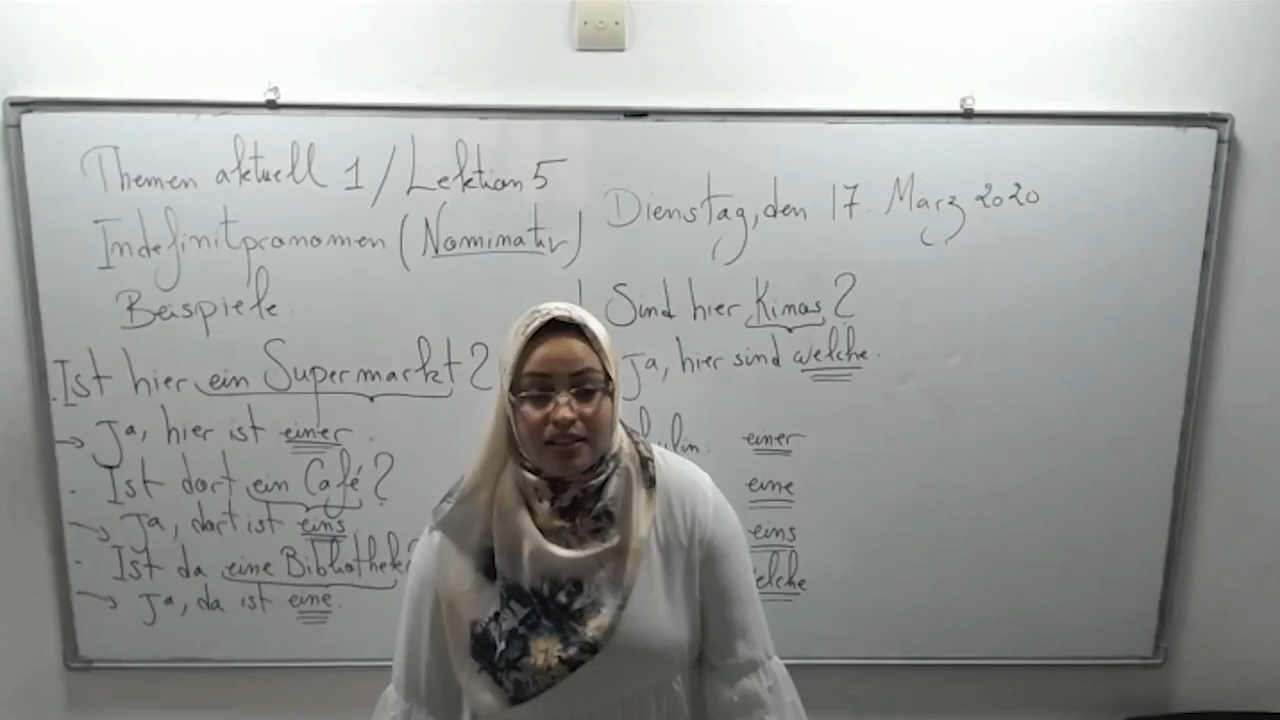 Themen aktuell 1 / Lektion 5
Dienstag, den 17. März 2020
Indefinitpronomen (Nominativ)
Beispiele
Ist hier ein Supermarkt?
→ Ja, hier ist einer.
· Ist dort ein Café?
→ Ja, dort ist eins
· Ist da eine Bibliothek?
→ Ja, da ist eine.
Sind hier Kinos?
Ja, hier sind welche.
einer
eine
eins